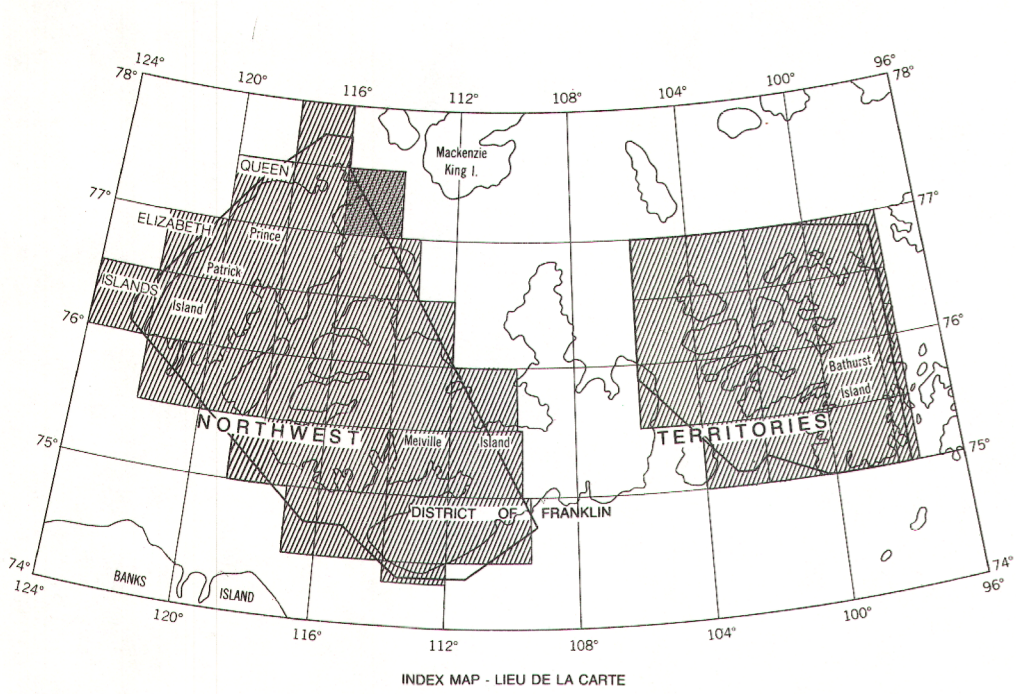 124°
78°
120°
116°
112°
108°
104°
100°
96°
78°
Mackenzie
King I.
QUEEN
77°
77°
ELIZABETH
Prince
Patrick
ISLANDS
Island
76°
76°
Bathurst
Island
NORTHWEST
TERRITORIES
Melville Island
75°
75°
DISTRICT OF FRANKLIN
BANKS
ISLAND
74°
124°
74°
96°
120°
116°
112°
108°
104°
100°
INDEX MAP - LIEU DE LA CARTE